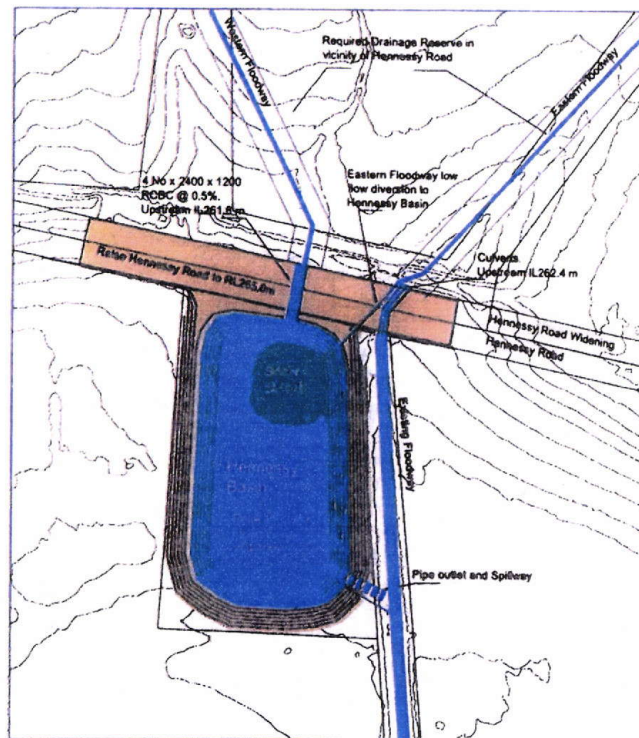 Western Floodway
Required Drainage Reserve in
vicinity of Hennessy Road
Eastern Floodway
4 No x 2400 x 1200
RCBC @ 0.5%.
Upstream IL261.8 m
Eastern Floodway low
flow diversion to
Hennessy Basin
Culverts
Upstream IL262.4 m
Raise Hennessy Road to RL265.0m
Hennessy Road Widening
Hennessy Road
Existing Floodway
Hennessy
Basin
Pipe outlet and Spillway